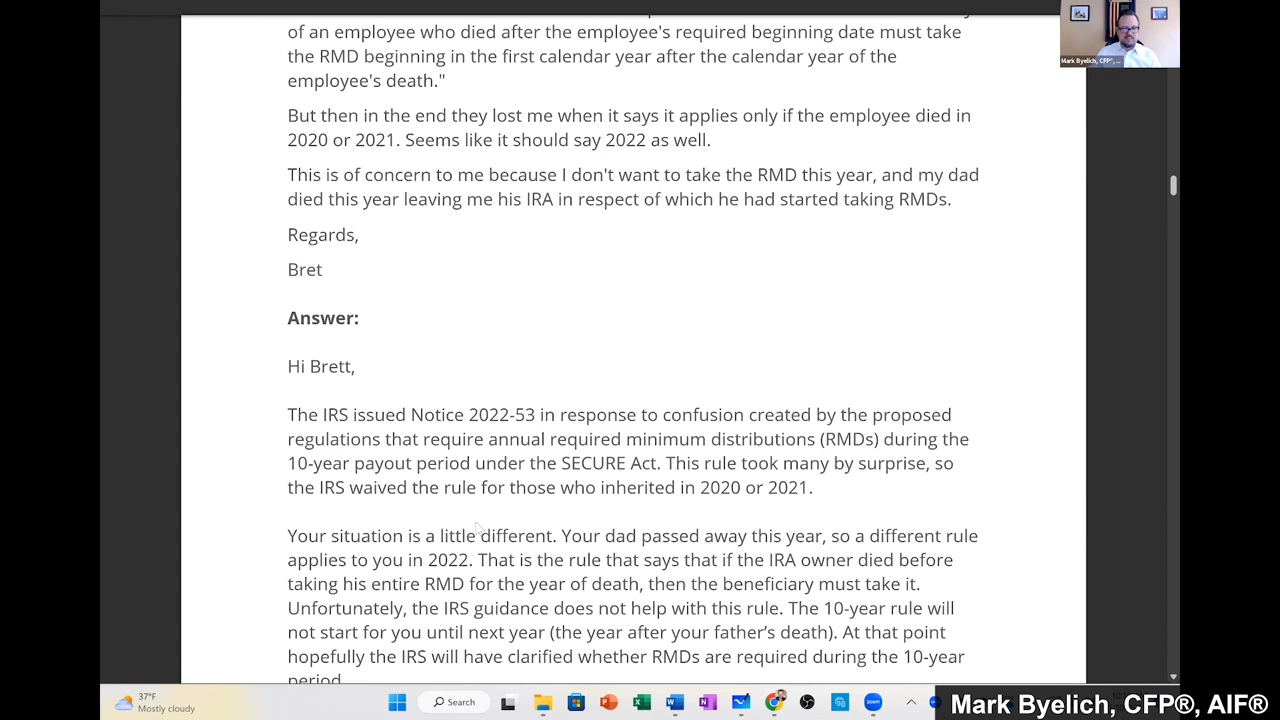 of an employee who died after the employee's required beginning date must take
the RMD beginning in the first calendar year after the calendar year of the
employee's death."
But then in the end they lost me when it says it applies only if the employee died in
2020 or 2021. Seems like it should say 2022 as well.
This is of concern to me because I don't want to take the RMD this year, and my dad
died this year leaving me his IRA in respect of which he had started taking RMDs.
Regards,
Bret
Answer:
Hi Brett,
The IRS issued Notice 2022-53 in response to confusion created by the proposed
regulations that require annual required minimum distributions (RMDs) during the
10-year payout period under the SECURE Act. This rule took many by surprise, so
the IRS waived the rule for those who inherited in 2020 or 2021.
Your situation is a little different. Your dad passed away this year, so a different rule
applies to you in 2022. That is the rule that says that if the IRA owner died before
taking his entire RMD for the year of death, then the beneficiary must take it.
Unfortunately, the IRS guidance does not help with this rule. The 10-year rule will
not start for you until next year (the year after your father’s death). At that point
hopefully the IRS will have clarified whether RMDs are required during the 10-year
period.
Mark Byelich, CFP®, ...
37°F
Mostly cloudy
Search
zoom
Mark Byelich, CFP®, AIF®